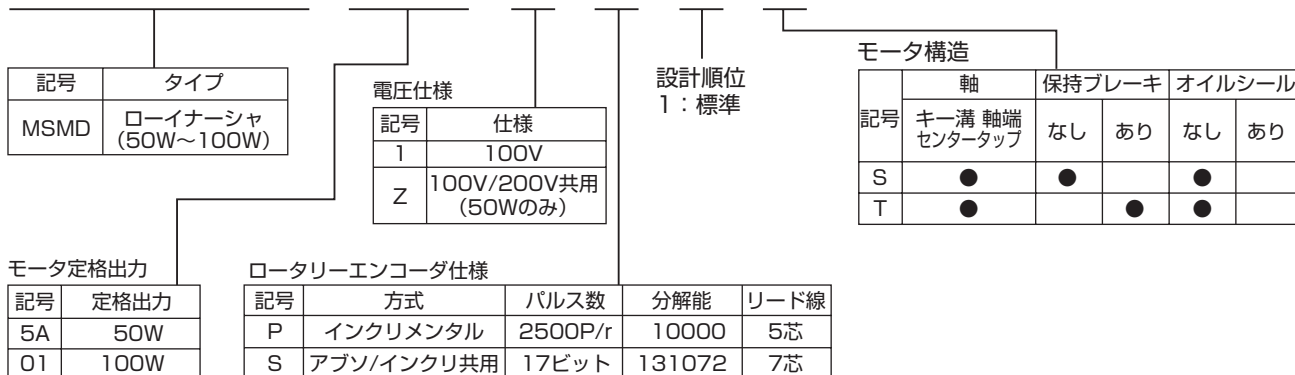 記号 タイプ
MSMD ローイナーシャ
(50W～100W)
電圧仕様
記号 仕様
1 100V
Z 100V/200V共用
(50Wのみ)
設計順位
1：標準
モータ構造
記号 軸 保持ブレーキ オイルシール
キー溝 軸端
センタータップ なし あり なし あり
S ● ● ●
T ● ● ●
モータ定格出力
記号 定格出力
5A 50W
01 100W
ロータリーエンコーダ仕様
記号 方式 パルス数 分解能 リード線
P インクリメンタル 2500P/r 10000 5芯
S アブソ/インクリ共用 17ビット 131072 7芯